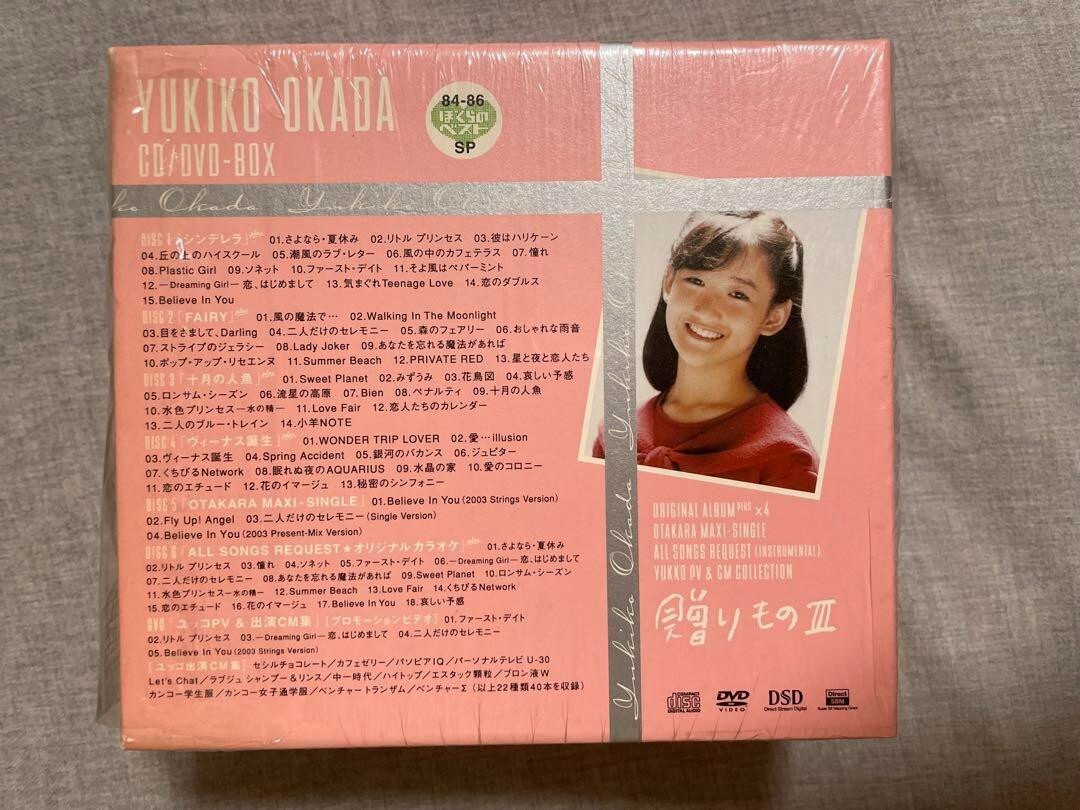 YUKIKO OKADA
CD/DVD-BOX
84-86
ぼくらの
ベスト
SP
ko Okada Yukiko Ok
DISC 1「シンデレラ」plus 01.さよなら・夏休み 02.リトル プリンセス 03.彼はハリケーン
04.丘の上のハイスクール 05.潮風のラブ・レター 06.風の中のカフェテラス 07.憧れ
08.Plastic Girl 09.ソネット 10.ファースト・デイト 11.そよ風はペパーミント
12.—Dreaming Girl—恋、はじめまして 13.気まぐれTeenage Love 14.恋のダブルス
15.Believe In You
DISC 2「FAIRY」plus 01.風の魔法で… 02.Walking In The Moonlight
03.目をさまして、Darling 04.二人だけのセレモニー 05.森のフェアリー 06.おしゃれな雨音
07.ストライプのジェラシー 08.Lady Joker 09.あなたを忘れる魔法があれば
10.ポップ・アップ・リセエンヌ 11.Summer Beach 12.PRIVATE RED 13.星と夜と恋人たち
DISC 3「十月の人魚」plus 01.Sweet Planet 02.みずうみ 03.花鳥図 04.哀しい予感
05.ロンサム・シーズン 06.流星の高原 07.Bien 08.ペナルティ 09.十月の人魚
10.水色プリンセス—水の精— 11.Love Fair 12.恋人たちのカレンダー
13.二人のブルー・トレイン 14.小羊NOTE
DISC 4「ヴィーナス誕生」plus 01.WONDER TRIP LOVER 02.愛…illusion
03.ヴィーナス誕生 04.Spring Accident 05.銀河のバカンス 06.ジュピター
07.くちびるNetwork 08.眠れぬ夜のAQUARIUS 09.水晶の家 10.愛のコロニー
11.恋のエチュード 12.花のイマージュ 13.秘密のシンフォニー
DISC 5「OTAKARA MAXI-SINGLE」01.Believe In You (2003 Strings Version)
02.Fly Up! Angel 03.二人だけのセレモニー (Single Version)
04.Believe In You (2003 Present-Mix Version)
DISC 6「ALL SONGS REQUEST★オリジナルカラオケ」plus 01.さよなら・夏休み
02.リトル プリンセス 03.憧れ 04.ソネット 05.ファースト・デイト 06.—Dreaming Girl—恋、はじめまして
07.二人だけのセレモニー 08.あなたを忘れる魔法があれば 09.Sweet Planet 10.ロンサム・シーズン
11.水色プリンセス—水の精— 12.Summer Beach 13.Love Fair 14.くちびるNetwork
15.恋のエチュード 16.花のイマージュ 17.Believe In You 18.哀しい予感
DVD「ユッコPV & 出演CM集」[プロモーションビデオ] 01.ファースト・デイト
02.リトル プリンセス 03.—Dreaming Girl—恋、はじめまして 04.二人だけのセレモニー
05.Believe In You (2003 Strings Version)
[ユッコ出演CM集] セシルチョコレート/カフェゼリー/パソピアIQ/パーソナルテレビ U-30
Let's Chat/ラブジュ シャンプー&リンス/中一時代/ハイトップ/エスタック顆粒/ブロン液W
カンコー学生服/カンコー女子通学服/ベンチャートランザム/ベンチャーΣ (以上22種類40本を収録)
Yukiko Okada Yukiko Yukiko O
ORIGINAL ALBUM PLUS ×4
OTAKARA MAXI-SINGLE
ALL SONGS REQUEST (INSTRUMENTAL)
YUKKO PV & CM COLLECTION
贈りものIII
COMPACT
disc
DIGITAL AUDIO
DVD
VIDEO
DSD
Direct Stream Digital
Direct
SBM
Super Bit Mapping Direct